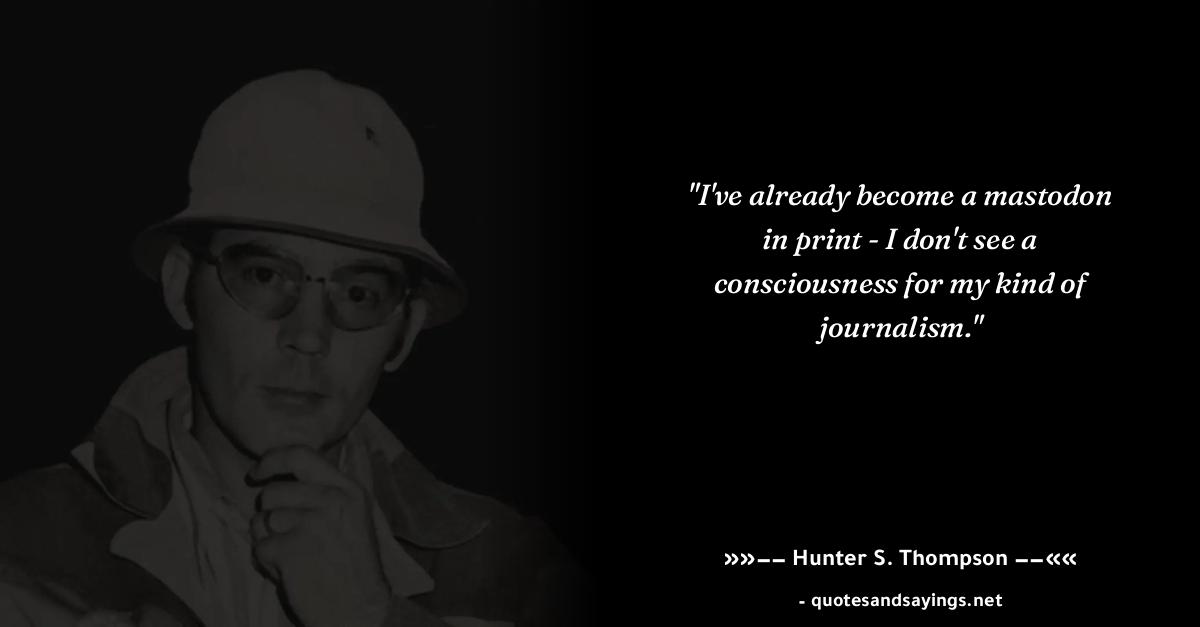 "I've already become a mastodon
in print - I don't see a
consciousness for my kind of
journalism."
»»−− Hunter S. Thompson −−««
- quotesandsayings.net